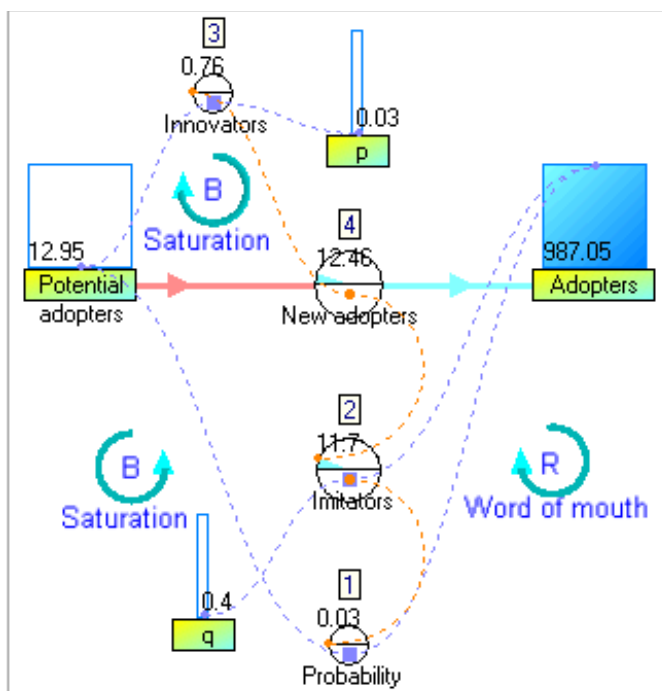 3
0.76
Innovators
0.03
p
B
Saturation
12.95
Potential
adopters
4
12.46
New adopters
987.05
Adopters
2
11.7
Imitators
B
Saturation
R
Word of mouth
0.4
q
1
0.03
Probability